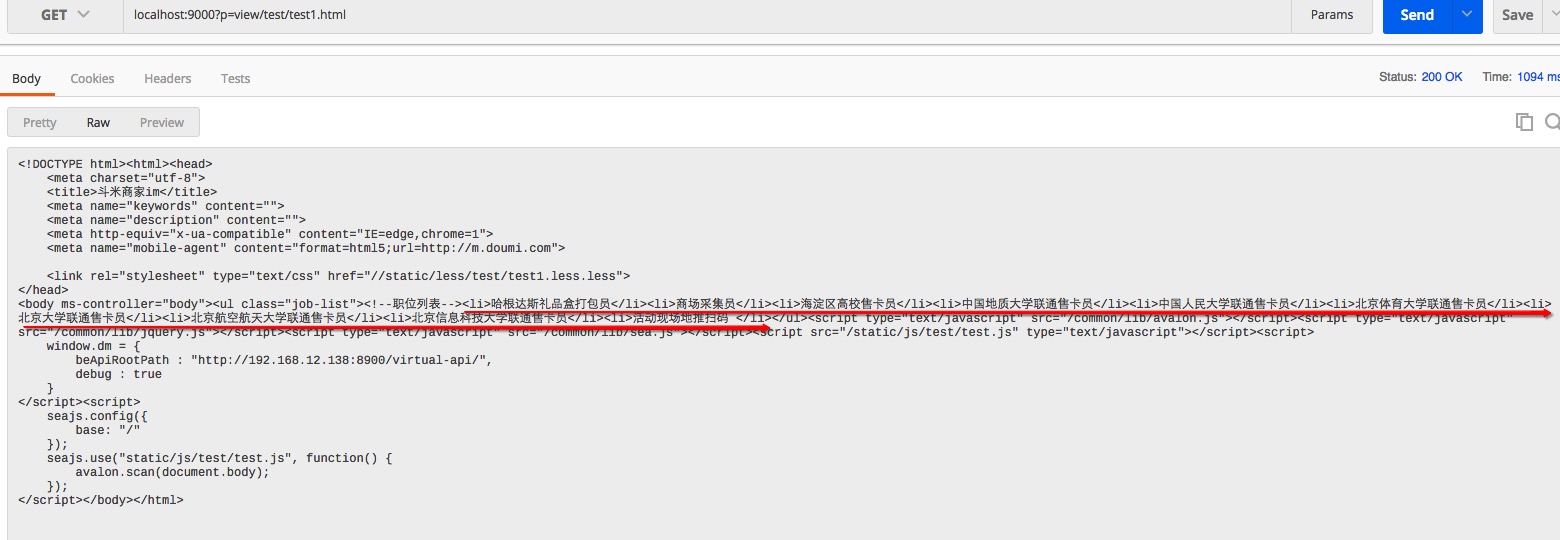 GET localhost:9000?p=view/test/test1.html Params Send Save
Body Cookies Headers Tests Status: 200 OK Time: 1094 ms
Pretty Raw Preview
<!DOCTYPE html><html><head>
    <meta charset="utf-8">
    <title>斗米商家im</title>
    <meta name="keywords" content="">
    <meta name="description" content="">
    <meta http-equiv="x-ua-compatible" content="IE=edge,chrome=1">
    <meta name="mobile-agent" content="format=html5;url=http://m.doumi.com">
    <link rel="stylesheet" type="text/css" href="//static/less/test/test1.less.less">
</head>
<body ms-controller="body"><ul class="job-list"><!--职位列表--><li>哈根达斯礼品盒打包员</li><li>商场采集员</li><li>海淀区高校售卡员</li><li>中国地质大学联通售卡员</li><li>中国人民大学联通售卡员</li><li>北京体育大学联通售卡员</li><li>
北京大学联通售卡员</li><li>北京航空航天大学联通售卡员</li><li>北京信息科技大学联通售卡员</li><li>活动现场地推扫码 </li></ul><script type="text/javascript" src="/common/lib/avalon.js"></script><script type="text/javascript"
src="/common/lib/jquery.js"></script><script type="text/javascript" src="/common/lib/sea.js"></script><script src="/static/js/test/test.js" type="text/javascript"></script><script>
    window.dm = {
        beApiRootPath : "http://192.168.12.138:8900/virtual-api/",
        debug : true
    }
</script><script>
    seajs.config({
        base: "/"
    });
    seajs.use("static/js/test/test.js", function() {
        avalon.scan(document.body);
    });
</script></body></html>